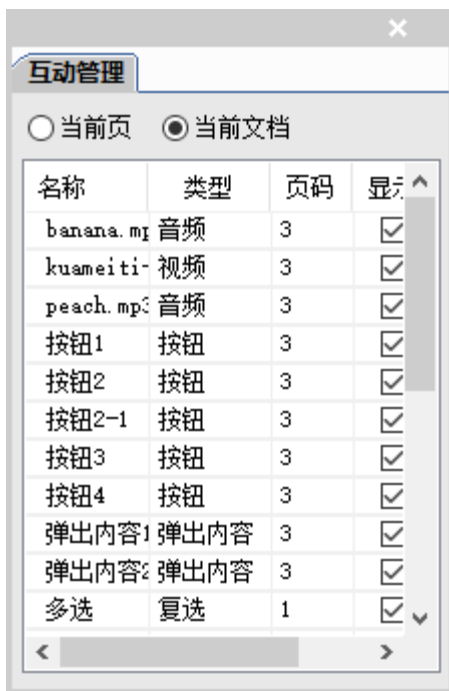 互动管理
当前页 当前文档
名称 类型 页码
banana.mp 音频 3
kuameiti- 视频 3
peach.mp3 音频 3
按钮1 按钮 3
按钮2 按钮 3
按钮2-1 按钮 3
按钮3 按钮 3
按钮4 按钮 3
弹出内容1 弹出内容 3
弹出内容2 弹出内容 3
多选 复选 1